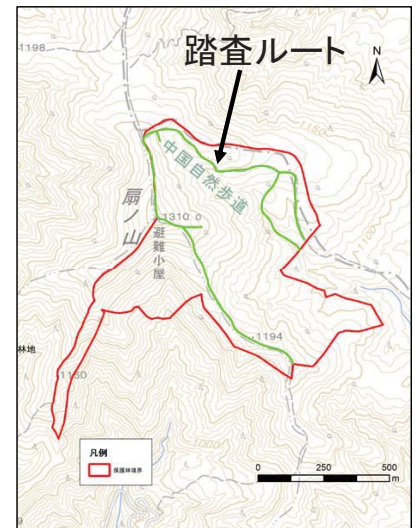 踏査ルート
N
1198
1150
中国自然歩道
扇ノ山
1310.0
避難小屋
1194
林地
1150
1000
凡例
保護林境界
0 250 500
m